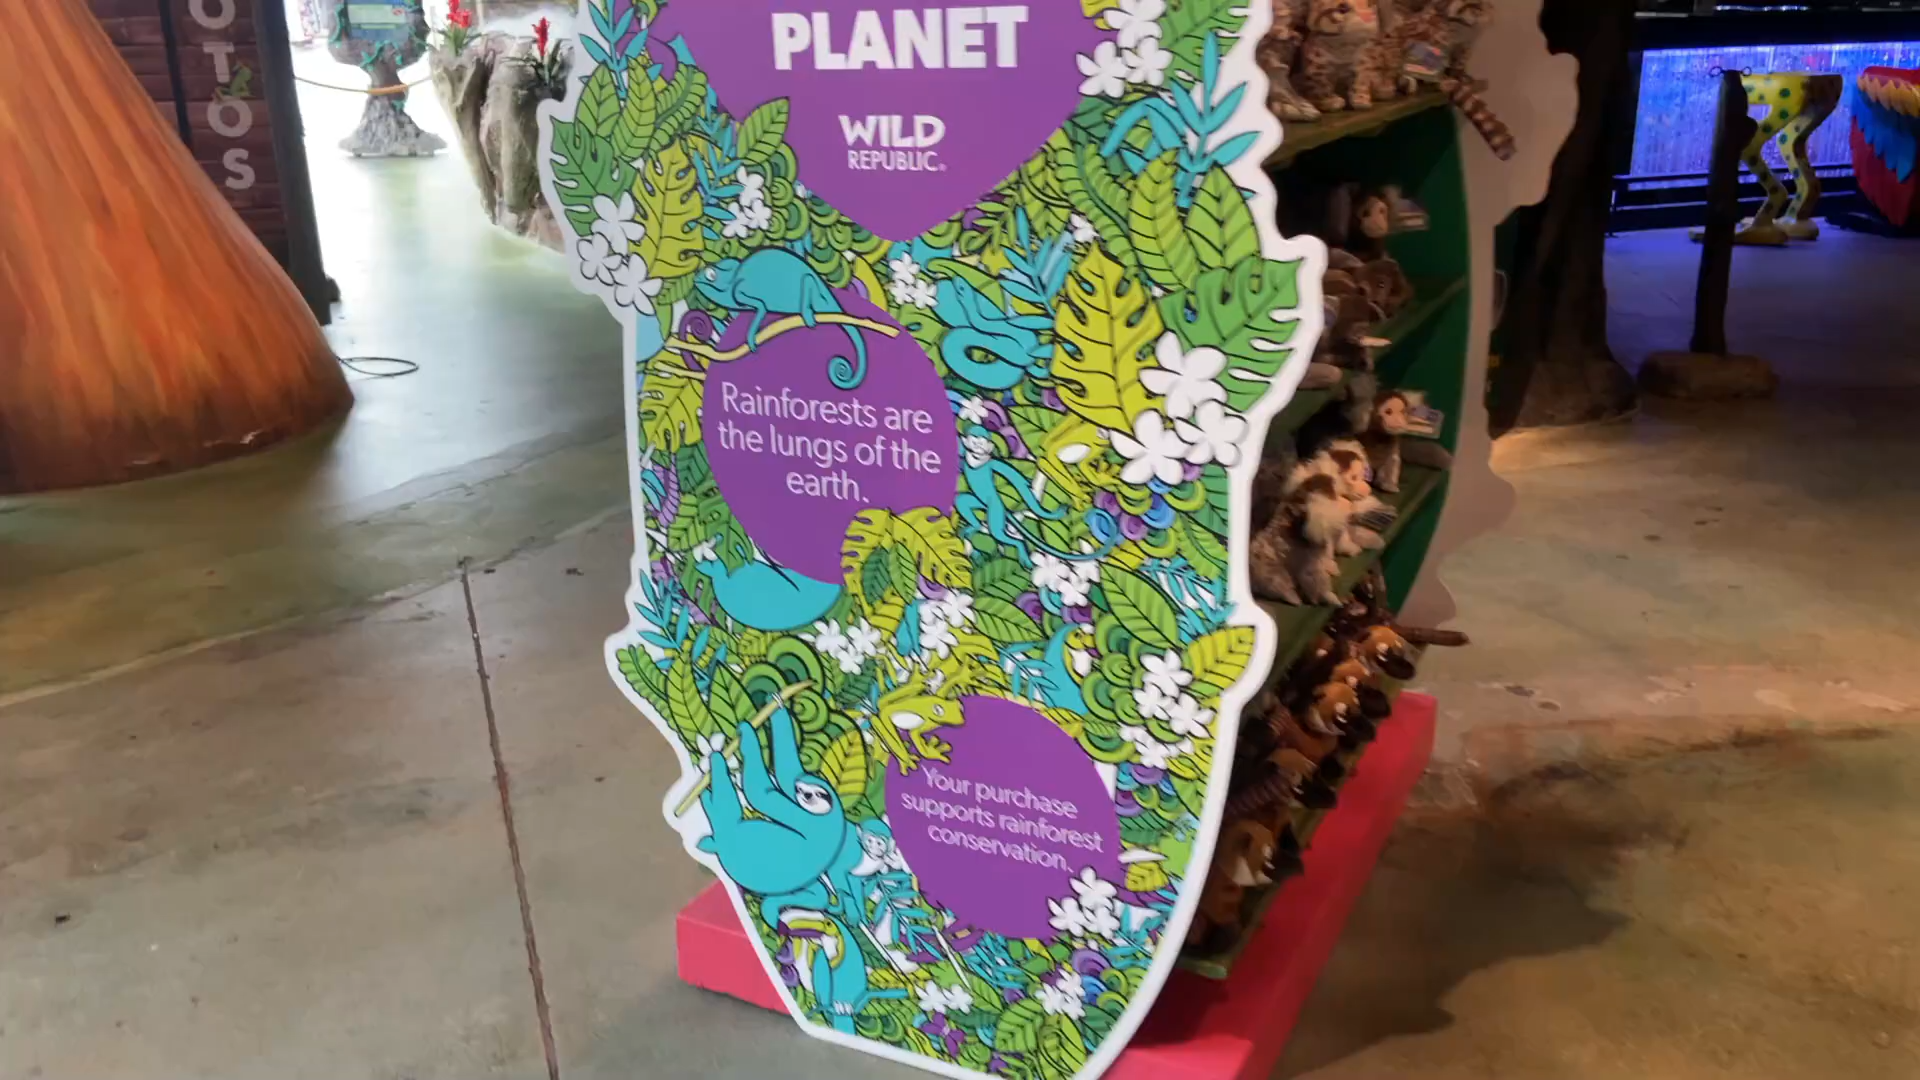 OTOS
PLANET
WILD
REPUBLIC®
Rainforests are
the lungs of the
earth.
Your purchase
supports rainforest
conservation.